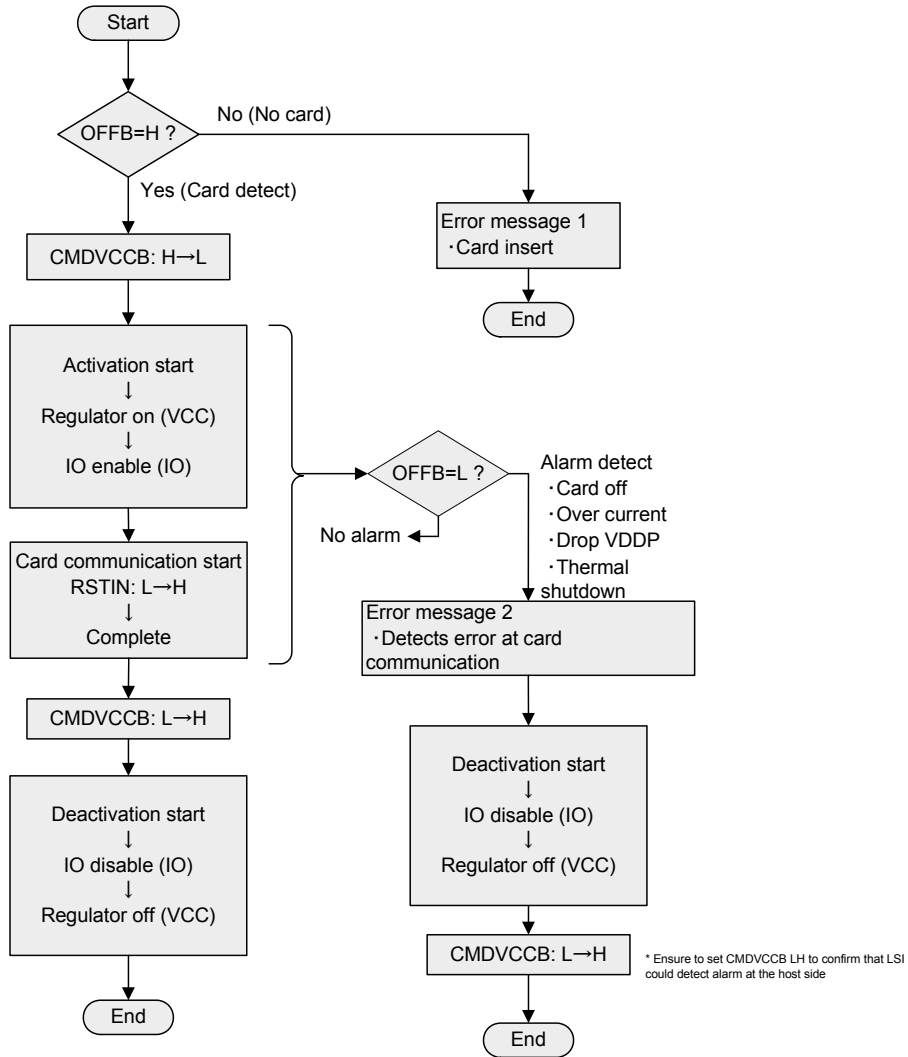 Start
OFFB=H ?
No (No card)
Yes (Card detect)
Error message 1
・Card insert
End
CMDVCCB: H→L
Activation start
↓
Regulator on (VCC)
↓
IO enable (IO)
OFFB=L ?
No alarm
Alarm detect
・Card off
・Over current
・Drop VDDP
・Thermal
shutdown
Card communication start
RSTIN: L→H
↓
Complete
Error message 2
・Detects error at card
communication
CMDVCCB: L→H
Deactivation start
↓
IO disable (IO)
↓
Regulator off (VCC)
End
Deactivation start
↓
IO disable (IO)
↓
Regulator off (VCC)
CMDVCCB: L→H
* Ensure to set CMDVCCB LH to confirm that LSI
could detect alarm at the host side
End